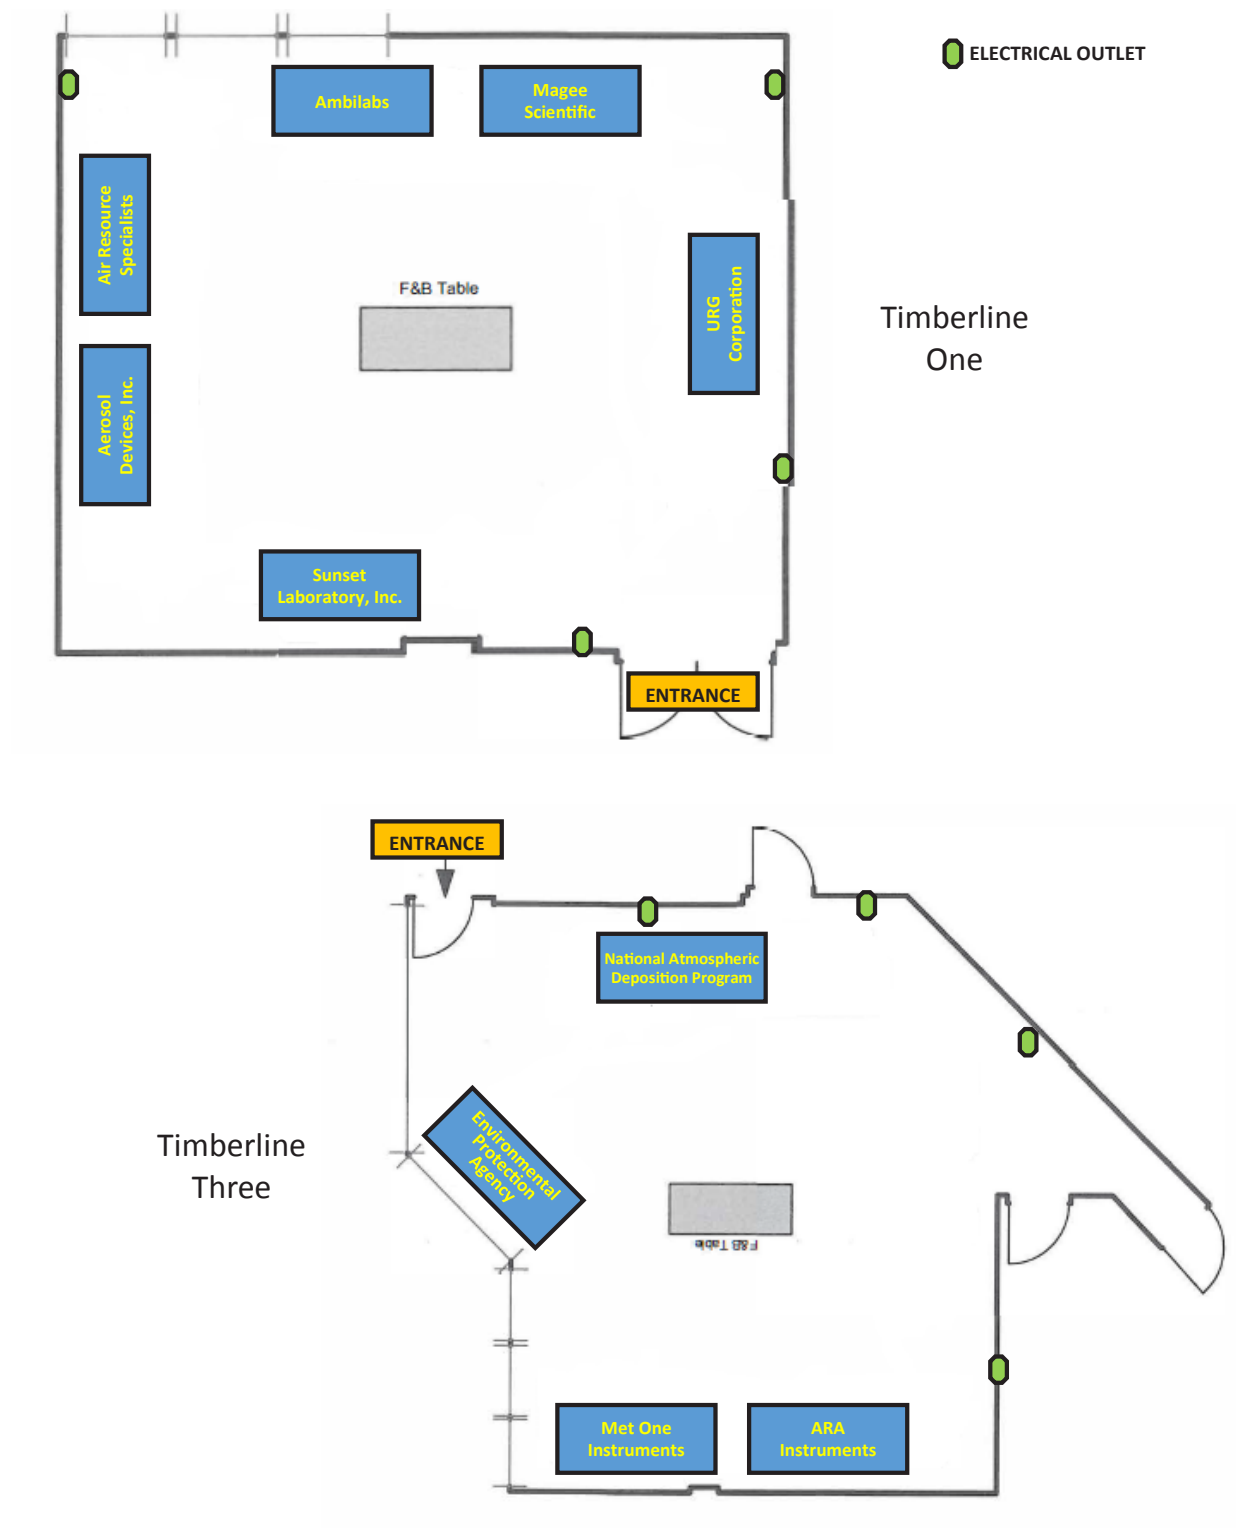 ELECTRICAL OUTLET
Ambilabs
Magee
Scientific
Air Resource
Specialists
URG
Corporation
F&B Table
Timberline
One
Aerosol
Devices, Inc.
Sunset
Laboratory, Inc.
ENTRANCE
ENTRANCE
National Atmospheric
Deposition Program
Environmental
Protection
Agency
Timberline
Three
F&B Table
Met One
Instruments
ARA
Instruments